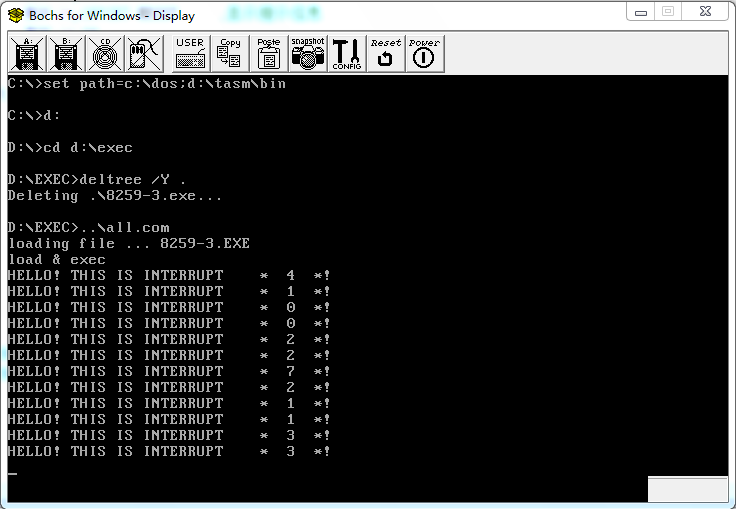 Bochs for Windows - Display
A: B: CD USER Copy Paste snapshot CONFIG Reset Power
C:\>set path=c:\dos;d:\tasm\bin
C:\>d:
D:\>cd d:\exec
D:\EXEC>deltree /Y .
Deleting .\8259-3.exe...
D:\EXEC>..\all.com
loading file ... 8259-3.EXE
load & exec
HELLO! THIS IS INTERRUPT    *  4  *!
HELLO! THIS IS INTERRUPT    *  1  *!
HELLO! THIS IS INTERRUPT    *  0  *!
HELLO! THIS IS INTERRUPT    *  0  *!
HELLO! THIS IS INTERRUPT    *  2  *!
HELLO! THIS IS INTERRUPT    *  2  *!
HELLO! THIS IS INTERRUPT    *  7  *!
HELLO! THIS IS INTERRUPT    *  2  *!
HELLO! THIS IS INTERRUPT    *  1  *!
HELLO! THIS IS INTERRUPT    *  1  *!
HELLO! THIS IS INTERRUPT    *  3  *!
HELLO! THIS IS INTERRUPT    *  3  *!
_